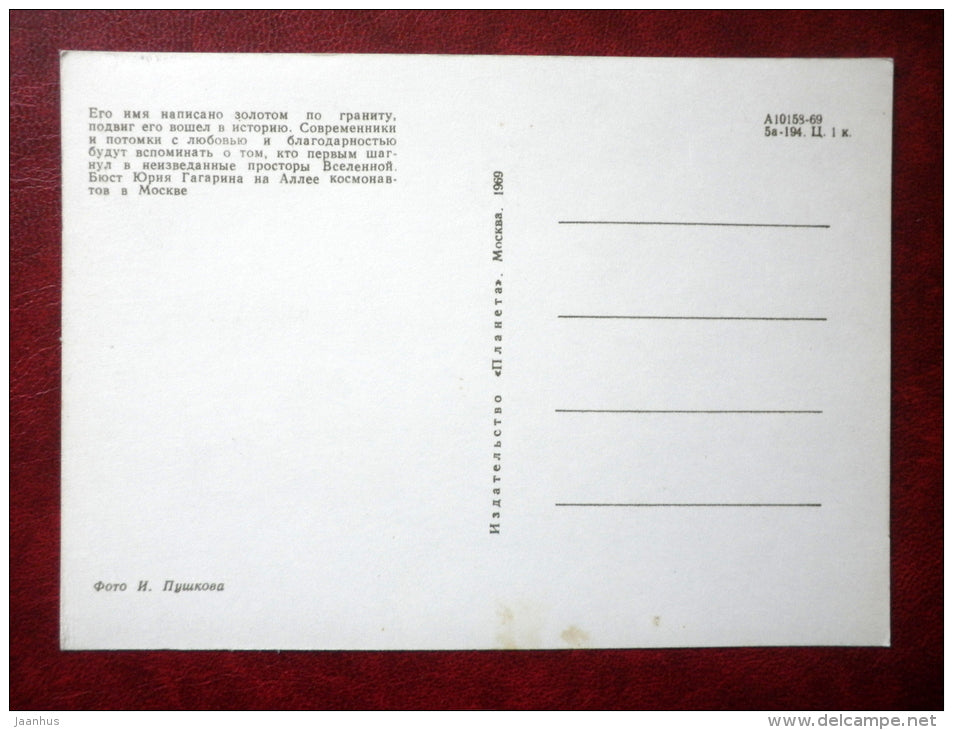 Его имя написано золотом по граниту,
подвиг его вошел в историю. Современники
и потомки с любовью и благодарностью
будут вспоминать о том, кто первым шаг-
нул в неизведанные просторы Вселенной.
Бюст Юрия Гагарина на Аллее космонав-
тов в Москве
Фото И. Пушкова
Издательство «Планета». Москва. 1969
А10158-69
5а-194. Ц. 1 к.
jaanhus
www.delcampe.net